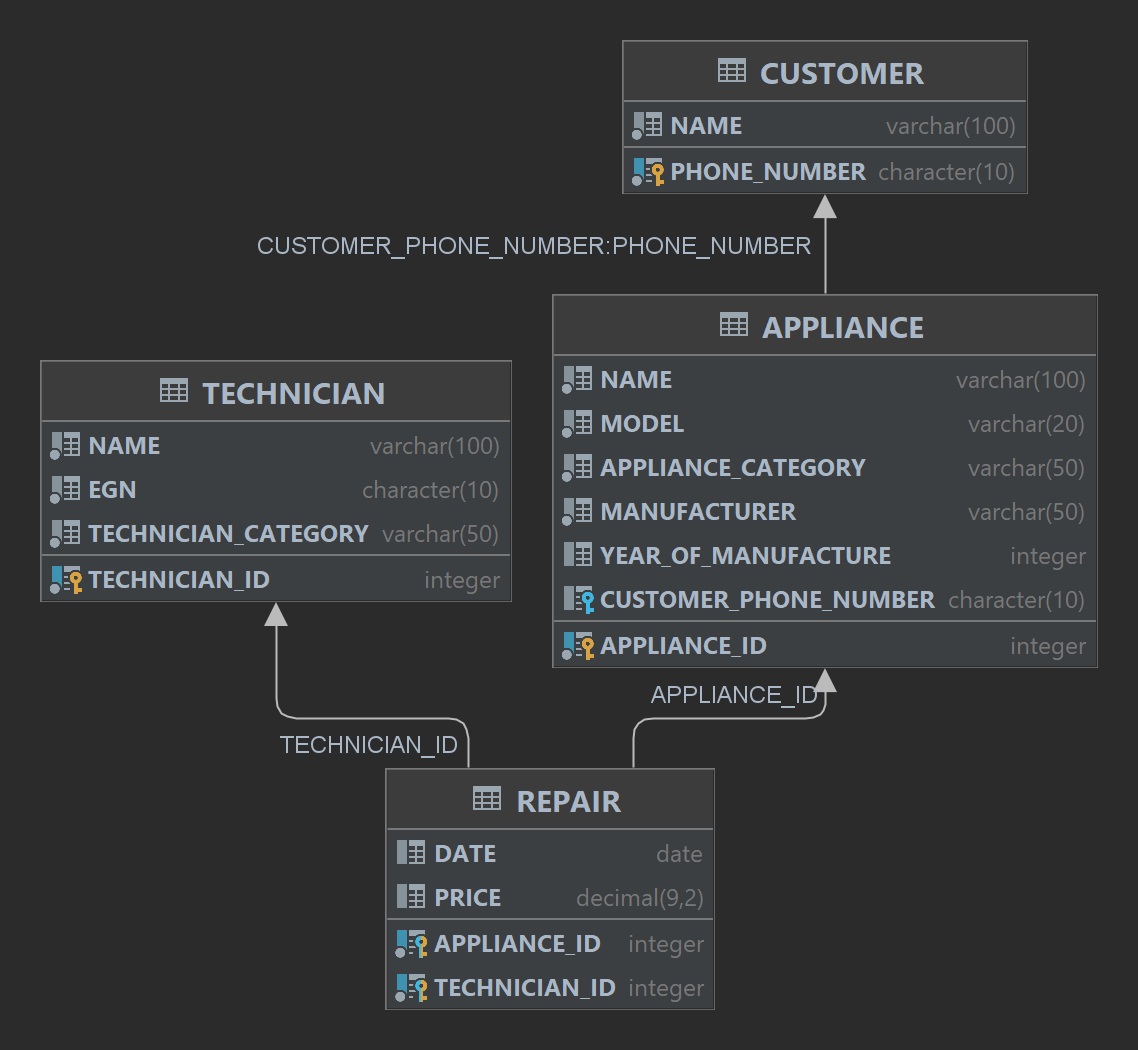 CUSTOMER
NAME varchar(100)
PHONE_NUMBER character(10)
CUSTOMER_PHONE_NUMBER:PHONE_NUMBER
APPLIANCE
NAME varchar(100)
MODEL varchar(20)
APPLIANCE_CATEGORY varchar(50)
MANUFACTURER varchar(50)
YEAR_OF_MANUFACTURE integer
CUSTOMER_PHONE_NUMBER character(10)
APPLIANCE_ID integer
TECHNICIAN
NAME varchar(100)
EGN character(10)
TECHNICIAN_CATEGORY varchar(50)
TECHNICIAN_ID integer
APPLIANCE_ID
TECHNICIAN_ID
REPAIR
DATE date
PRICE decimal(9,2)
APPLIANCE_ID integer
TECHNICIAN_ID integer